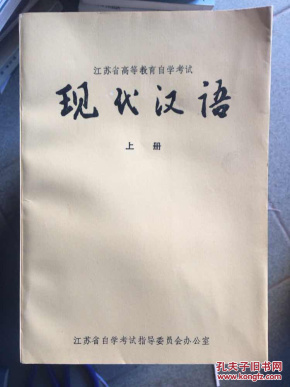 江苏省高等教育自学考试
现代汉语
上册
江苏省自学考试指导委员会办公室
孔夫子旧书网